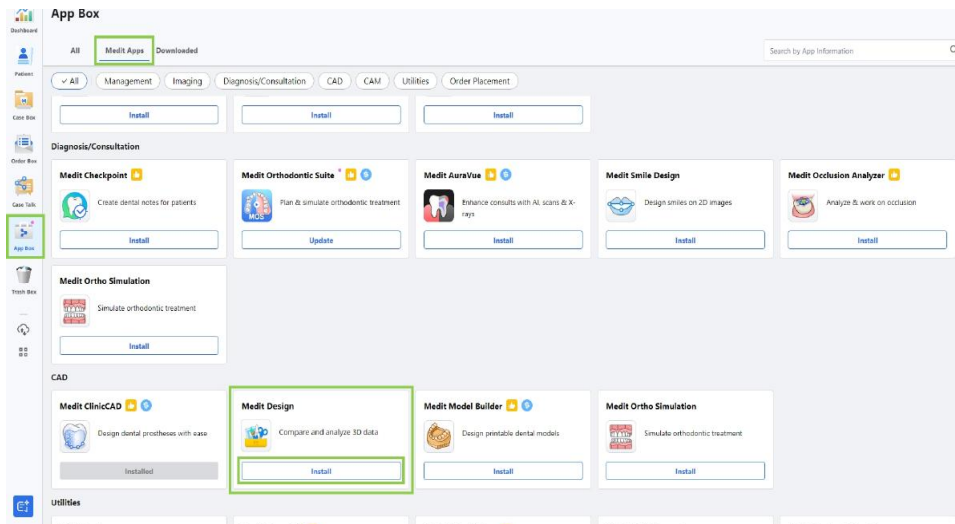 App Box
Dashboard
Patient
Case Box
Order Box
Case Talk
App Box
Trash Box
All
Medit Apps
Downloaded
Search by App Information
All
Management
Imaging
Diagnosis/Consultation
CAD
CAM
Utilities
Order Placement
Install
Install
Install
Diagnosis/Consultation
Medit Checkpoint
Create dental notes for patients
Install
Medit Orthodontic Suite *
MOS
Plan & simulate orthodontic treatment
Update
Medit AuraVue
Enhance consults with AI, scans & X-
rays
Install
Medit Smile Design
Design smiles on 2D images
Install
Medit Occlusion Analyzer
Analyze & work on occlusion
Install
Medit Ortho Simulation
Simulate orthodontic treatment
Install
CAD
Medit ClinicCAD
Design dental prostheses with ease
Installed
Medit Design
Compare and analyze 3D data
Install
Medit Model Builder
Design printable dental models
Install
Medit Ortho Simulation
Simulate orthodontic treatment
Install
Utilities